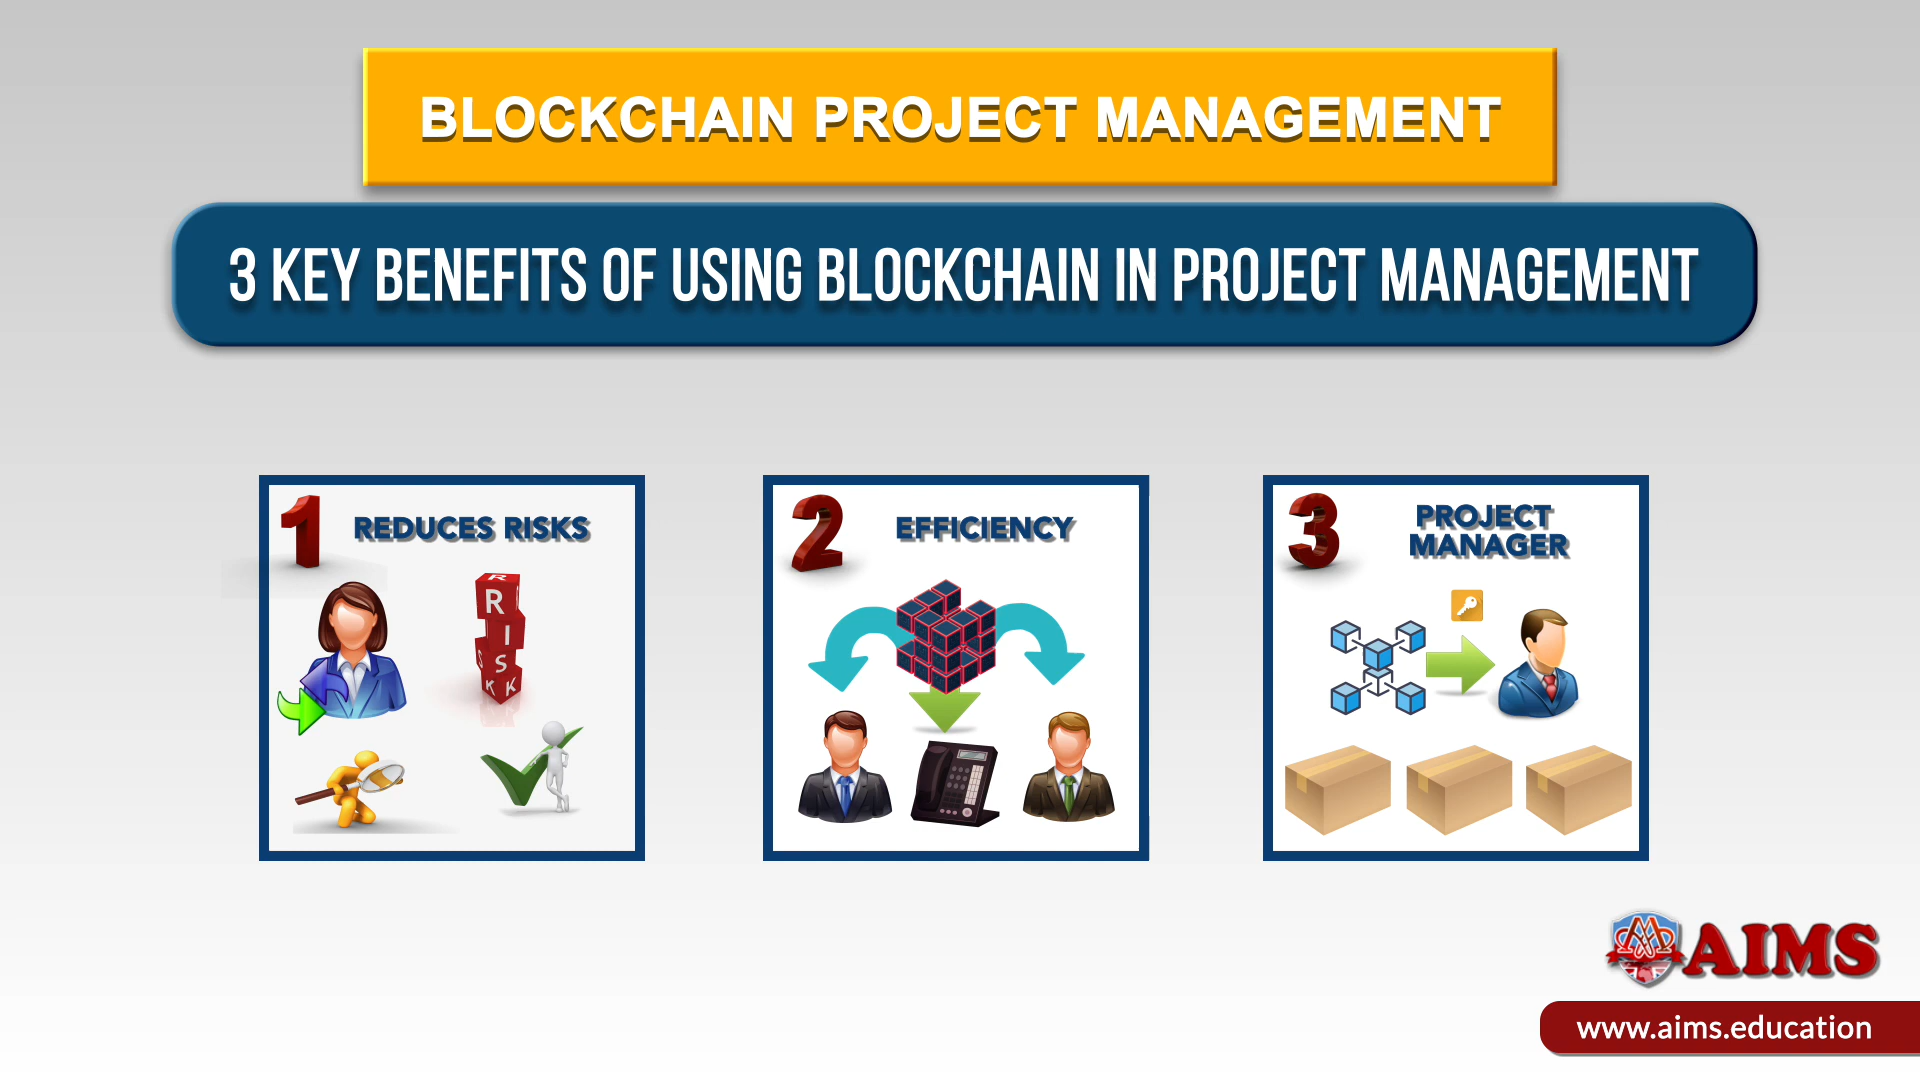 BLOCKCHAIN PROJECT MANAGEMENT
3 KEY BENEFITS OF USING BLOCKCHAIN IN PROJECT MANAGEMENT
1
REDUCES RISKS
R
R
I
S
S
K
K
2
EFFICIENCY
3
PROJECT
MANAGER
AIMS
www.aims.education